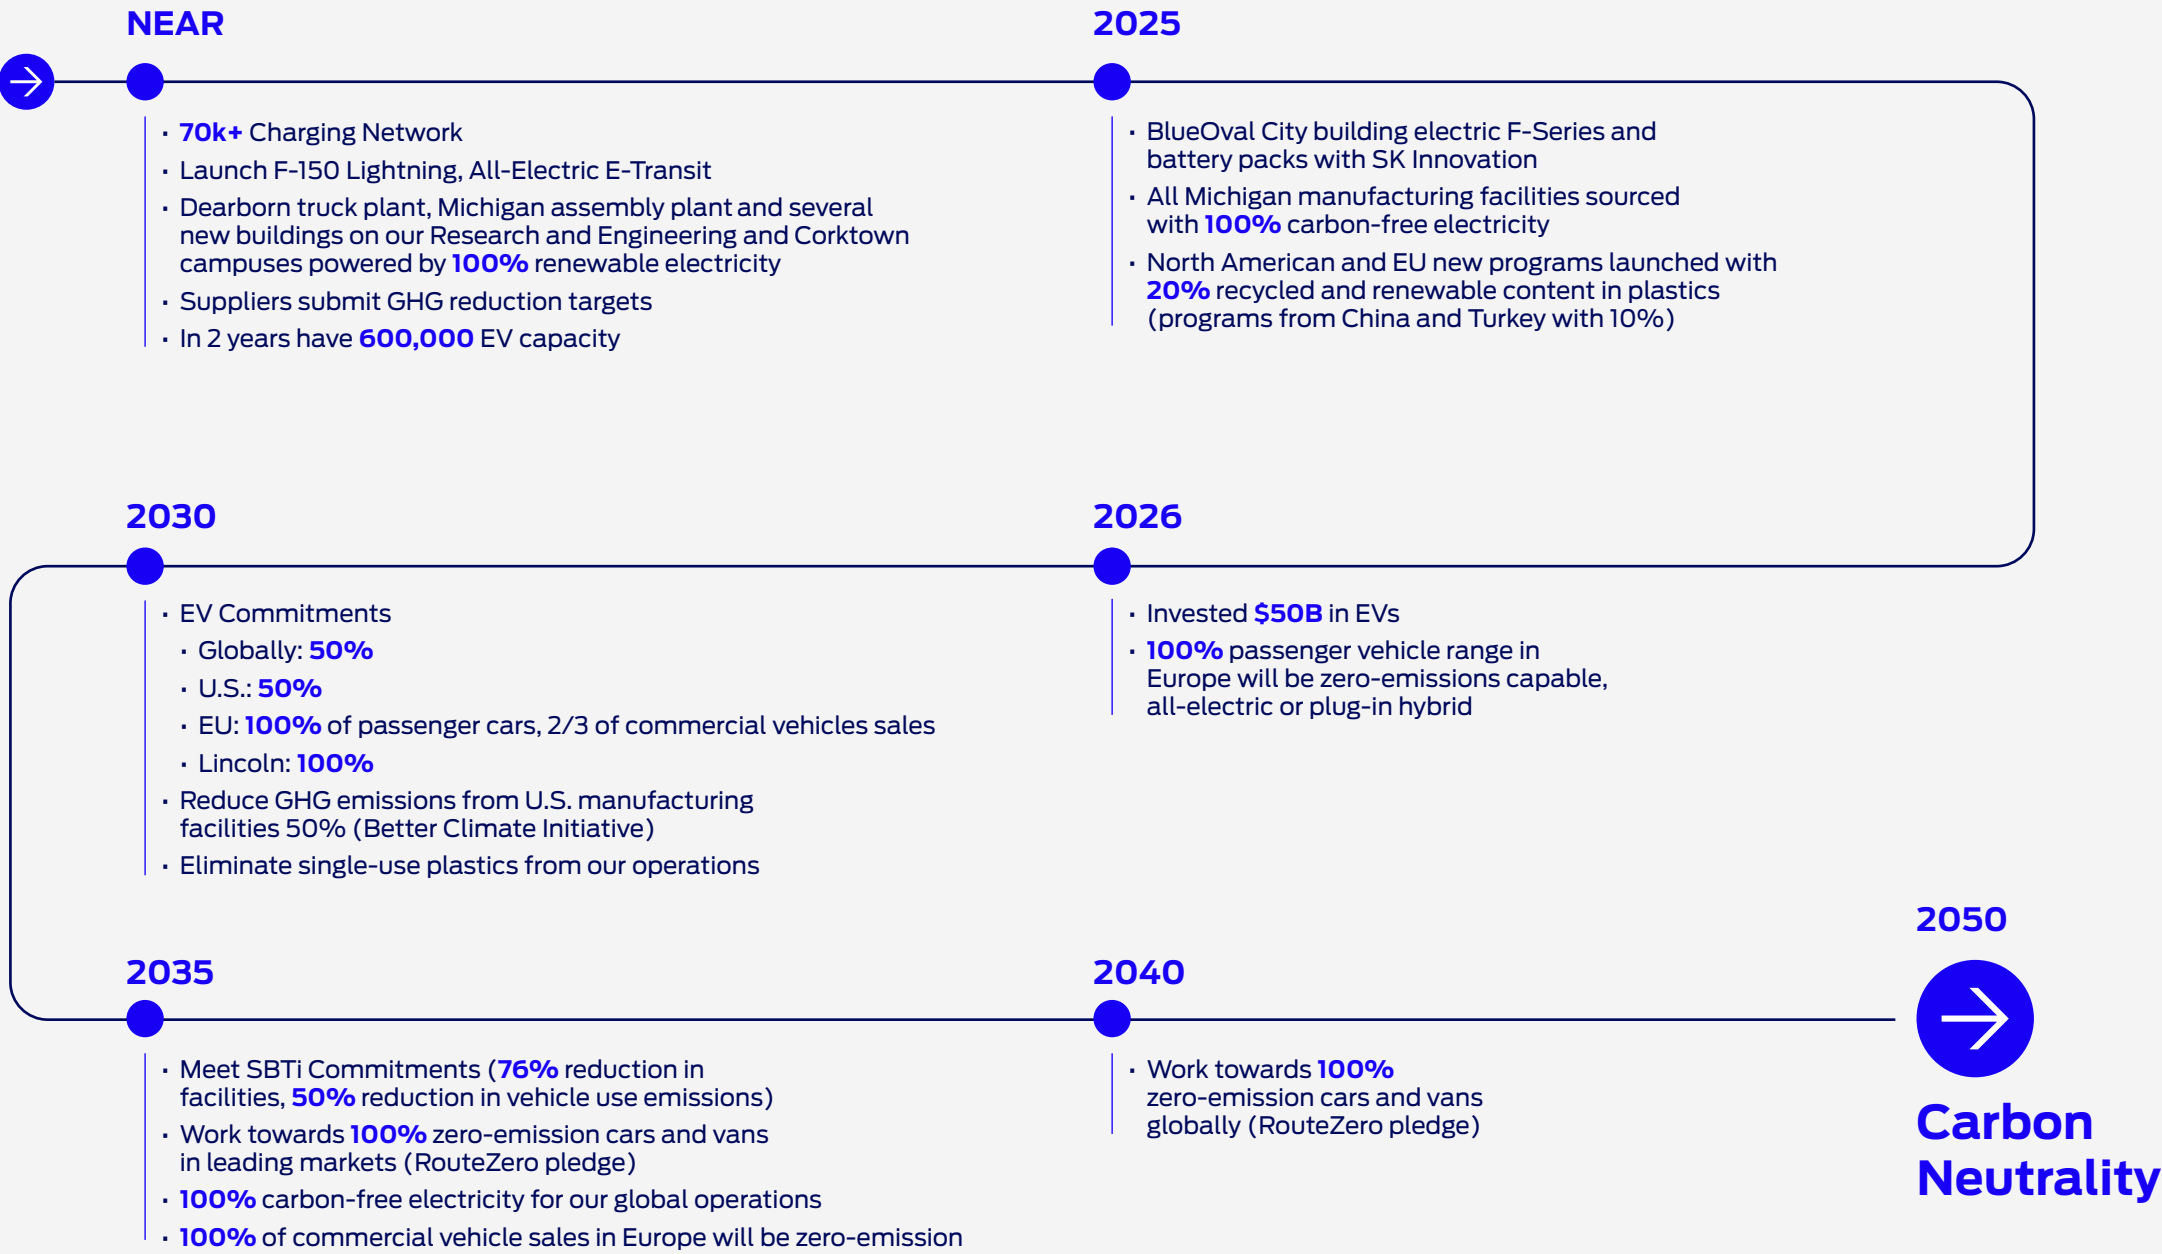 NEAR
· 70k+ Charging Network
· Launch F-150 Lightning, All-Electric E-Transit
· Dearborn truck plant, Michigan assembly plant and several
new buildings on our Research and Engineering and Corktown
campuses powered by 100% renewable electricity
· Suppliers submit GHG reduction targets
· In 2 years have 600,000 EV capacity
2025
· BlueOval City building electric F-Series and
battery packs with SK Innovation
· All Michigan manufacturing facilities sourced
with 100% carbon-free electricity
· North American and EU new programs launched with
20% recycled and renewable content in plastics
(programs from China and Turkey with 10%)
2026
· Invested $50B in EVs
· 100% passenger vehicle range in
Europe will be zero-emissions capable,
all-electric or plug-in hybrid
2030
· EV Commitments
· Globally: 50%
· U.S.: 50%
· EU: 100% of passenger cars, 2/3 of commercial vehicles sales
· Lincoln: 100%
· Reduce GHG emissions from U.S. manufacturing
facilities 50% (Better Climate Initiative)
· Eliminate single-use plastics from our operations
2035
· Meet SBTi Commitments (76% reduction in
facilities, 50% reduction in vehicle use emissions)
· Work towards 100% zero-emission cars and vans
in leading markets (RouteZero pledge)
· 100% carbon-free electricity for our global operations
· 100% of commercial vehicle sales in Europe will be zero-emission
2040
· Work towards 100%
zero-emission cars and vans
globally (RouteZero pledge)
2050
Carbon
Neutrality